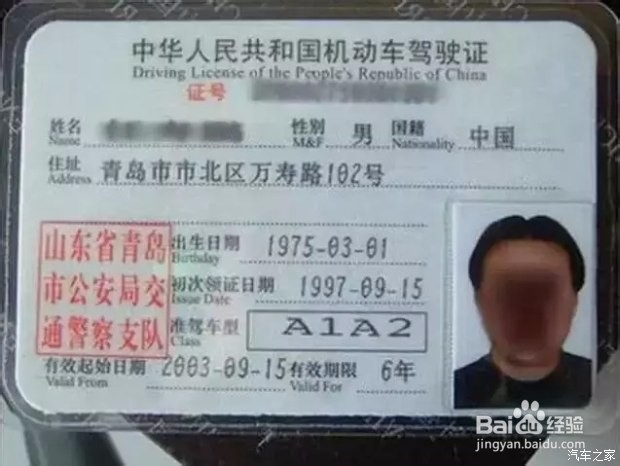 中华人民共和国机动车驾驶证
Driving License of the People's Republic of China
证号
姓名 性别 男 国籍 中国
Name M&F Nationality
住址 青岛市市北区万寿路102号
Address
山东省青岛
市公安局交
通警察支队
出生日期 1975-03-01
Birthday
初次领证日期 1997-09-15
Issue Date
准驾车型 A1A2
Class
有效起始日期 2003-09-15 有效期限 6年
Valid From Valid For
Baidu经验
jingyan.baidu.com
汽车之家